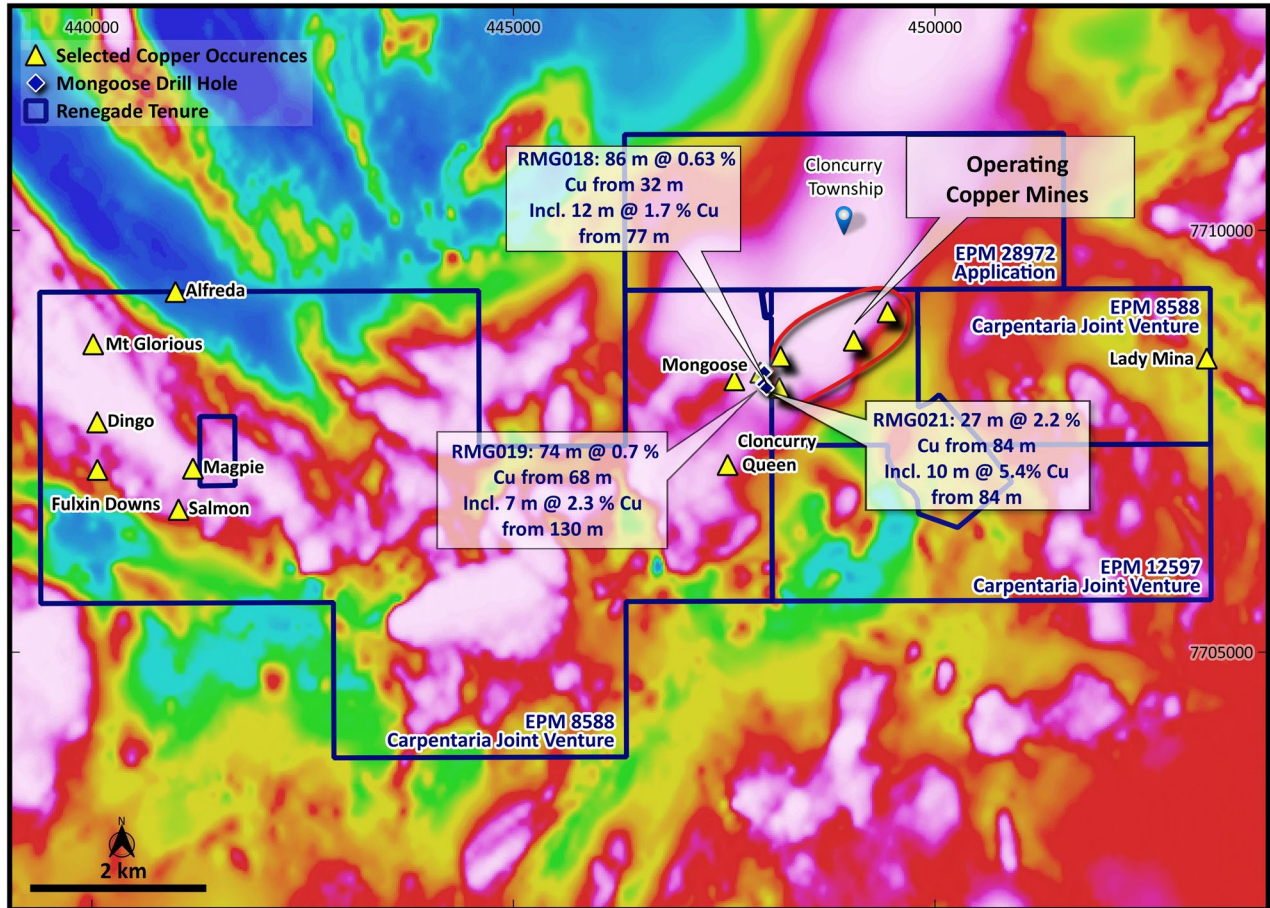 440000
445000
450000
Selected Copper Occurences
Mongoose Drill Hole
Renegade Tenure
RMG018: 86 m @ 0.63 %
Cu from 32 m
Incl. 12 m @ 1.7 % Cu
from 77 m
Cloncurry
Township
Operating
Copper Mines
7710000
EPM 28972
Application
Alfreda
EPM 8588
Carpentaria Joint Venture
Mt Glorious
Lady Mina
Mongoose
Dingo
RMG021: 27 m @ 2.2 %
Cu from 84 m
Incl. 10 m @ 5.4% Cu
from 84 m
RMG019: 74 m @ 0.7 %
Cu from 68 m
Incl. 7 m @ 2.3 % Cu
from 130 m
Cloncurry
Queen
Magpie
Fulxin Downs
Salmon
EPM 12597
Carpentaria Joint Venture
7705000
EPM 8588
Carpentaria Joint Venture
N
2 km